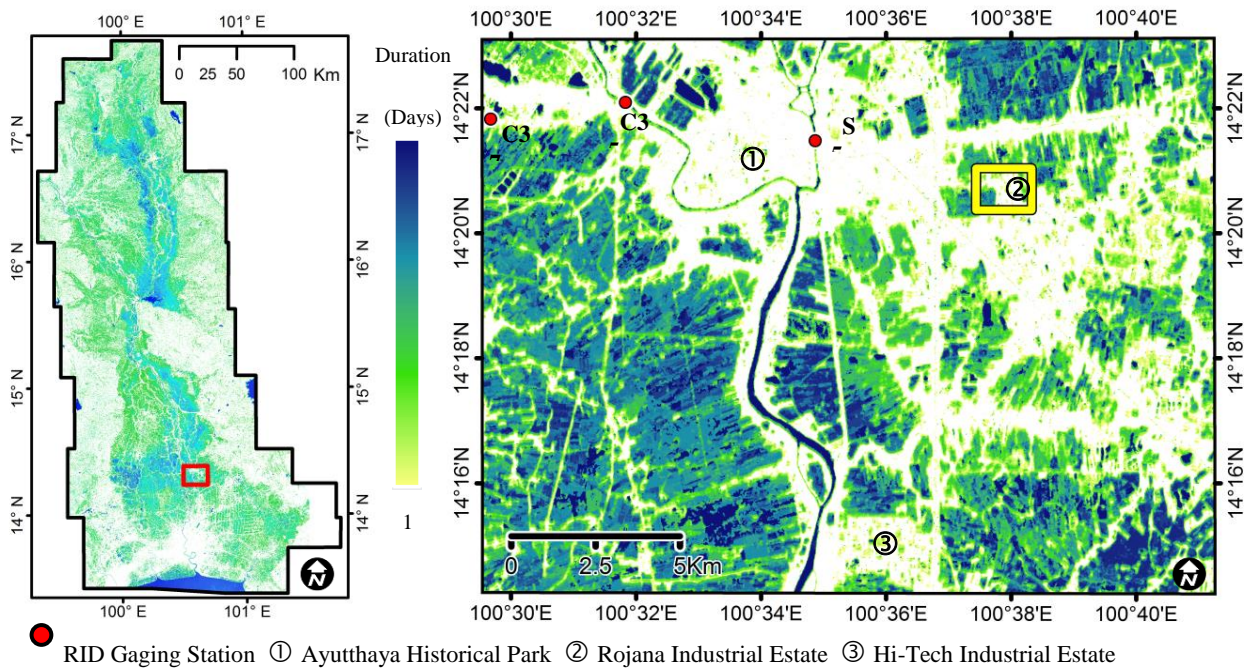 100° E 101° E
0 25 50 100 Km
17° N 17° N
16° N 16° N
15° N 15° N
14° N 14° N
100° E 101° E
N
Duration
(Days)
1
100°30'E 100°32'E 100°34'E 100°36'E 100°38'E 100°40'E
14°22'N 14°22'N
C3 C3 S
①
②
14°20'N 14°20'N
14°18'N 14°18'N
14°16'N 14°16'N
③
0 2.5 5Km
N
100°30'E 100°32'E 100°34'E 100°36'E 100°38'E 100°40'E
RID Gaging Station ① Ayutthaya Historical Park ② Rojana Industrial Estate ③ Hi-Tech Industrial Estate